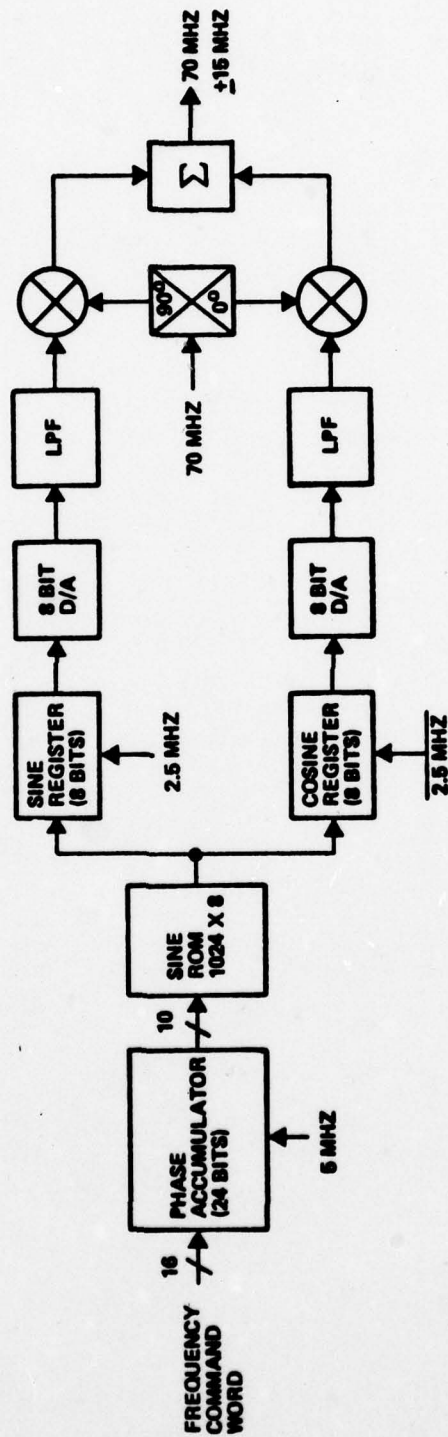 FREQUENCY
COMMAND
WORD
16
PHASE
ACCUMULATOR
(24 BITS)
5 MHZ
10
SINE
ROM
1024 X 8
SINE
REGISTER
(8 BITS)
2.5 MHZ
8 BIT
D/A
LPF
COSINE
REGISTER
(8 BITS)
2.5 MHZ
8 BIT
D/A
LPF
70 MHZ
90°
0°
Σ
70 MHZ
±15 MHZ